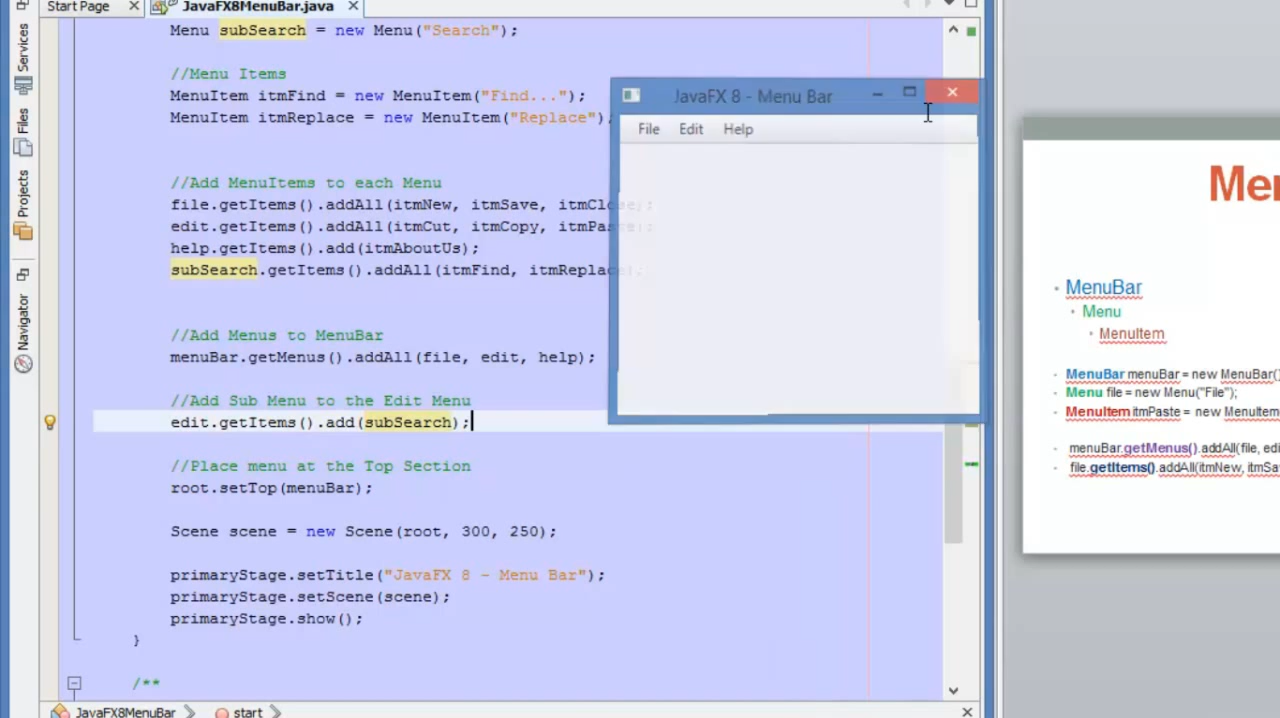 Start Page
JavaFX8MenuBar.java
Services
Files
Projects
Navigator
Menu subSearch = new Menu("Search");
//Menu Items
MenuItem itmFind = new MenuItem("Find...");
MenuItem itmReplace = new MenuItem("Replace");
//Add MenuItems to each Menu
file.getItems().addAll(itmNew, itmSave, itmClose);
edit.getItems().addAll(itmCut, itmCopy, itmPaste);
help.getItems().add(itmAboutUs);
subSearch.getItems().addAll(itmFind, itmReplace);
//Add Menus to MenuBar
menuBar.getMenus().addAll(file, edit, help);
//Add Sub Menu to the Edit Menu
edit.getItems().add(subSearch);
//Place menu at the Top Section
root.setTop(menuBar);
Scene scene = new Scene(root, 300, 250);
primaryStage.setTitle("JavaFX 8 - Menu Bar");
primaryStage.setScene(scene);
primaryStage.show();
}
/**
JavaFX8MenuBar
start
JavaFX 8 - Menu Bar
File Edit Help
Men
MenuBar
Menu
MenuItem
MenuBar menuBar = new MenuBar()
Menu file = new Menu("File");
MenuItem itmPaste = new MenuItem
menuBar.getMenus().addAll(file, edi
file.getItems().addAll(itmNew, itmSa